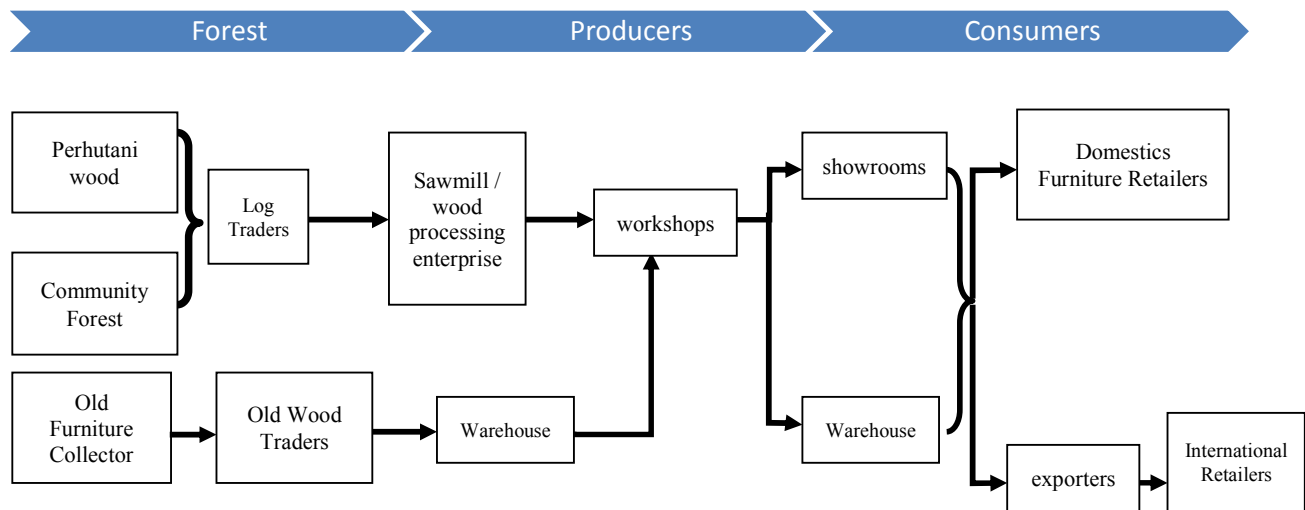 Forest
Producers
Consumers
Perhutani
wood
Community
Forest
Log
Traders
Sawmill /
wood
processing
enterprise
workshops
showrooms
Domestics
Furniture Retailers
Old
Furniture
Collector
Old Wood
Traders
Warehouse
Warehouse
exporters
International
Retailers